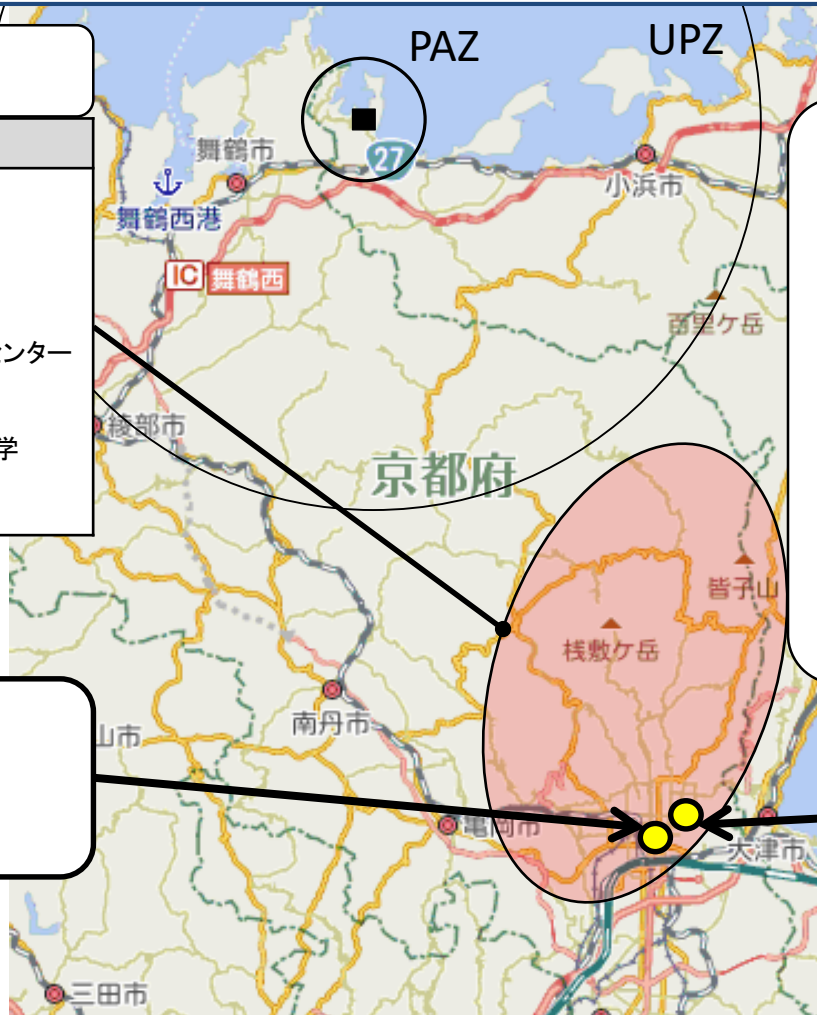 PAZ
UPZ
舞鶴市
27
小浜市
舞鶴西港
IC 舞鶴西
百里ケ岳
ンター
綾部市
学
京都府
皆子山
桟敷ケ岳
南丹市
山市
亀岡市
大津市
三田市